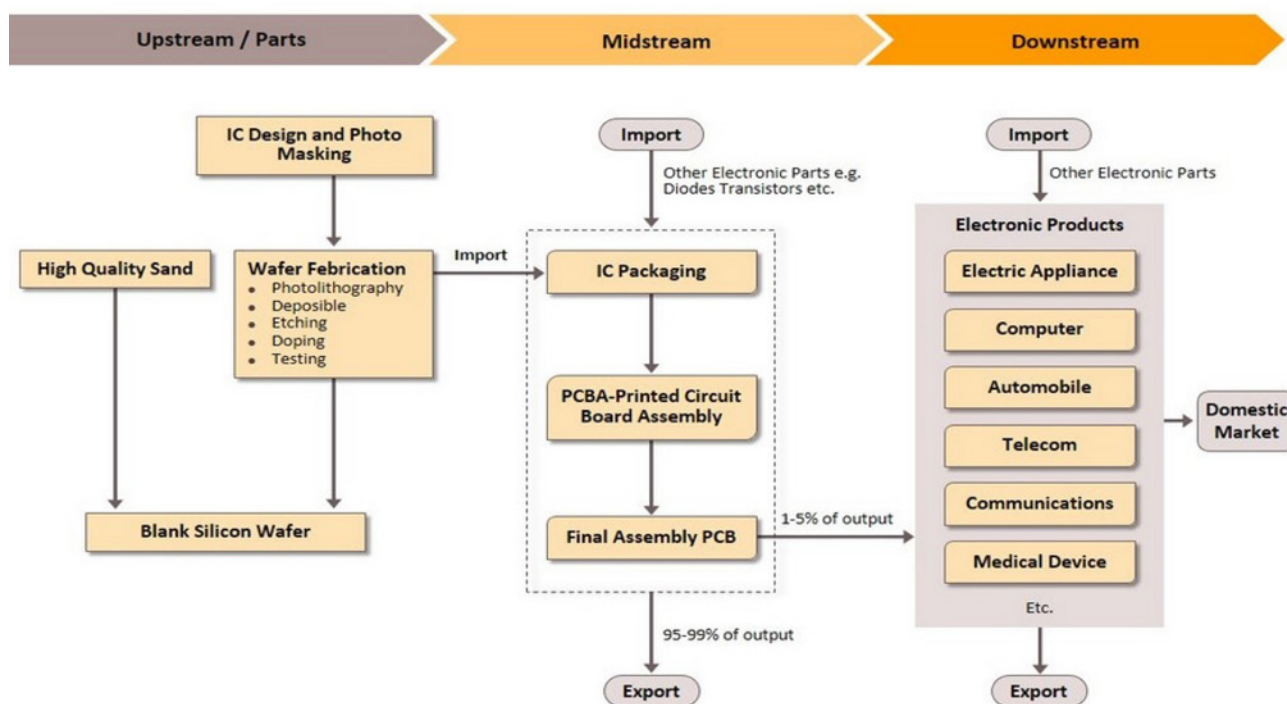 Upstream / Parts
Midstream
Downstream
IC Design and Photo
Masking
High Quality Sand
Wafer Febrication
• Photolithography
• Deposible
• Etching
• Doping
• Testing
Blank Silicon Wafer
Import
Import
Other Electronic Parts e.g.
Diodes Transistors etc.
IC Packaging
PCBA-Printed Circuit
Board Assembly
Final Assembly PCB
95-99% of output
Export
1-5% of output
Import
Other Electronic Parts
Electronic Products
Electric Appliance
Computer
Automobile
Telecom
Communications
Medical Device
Etc.
Export
Domestic
Market